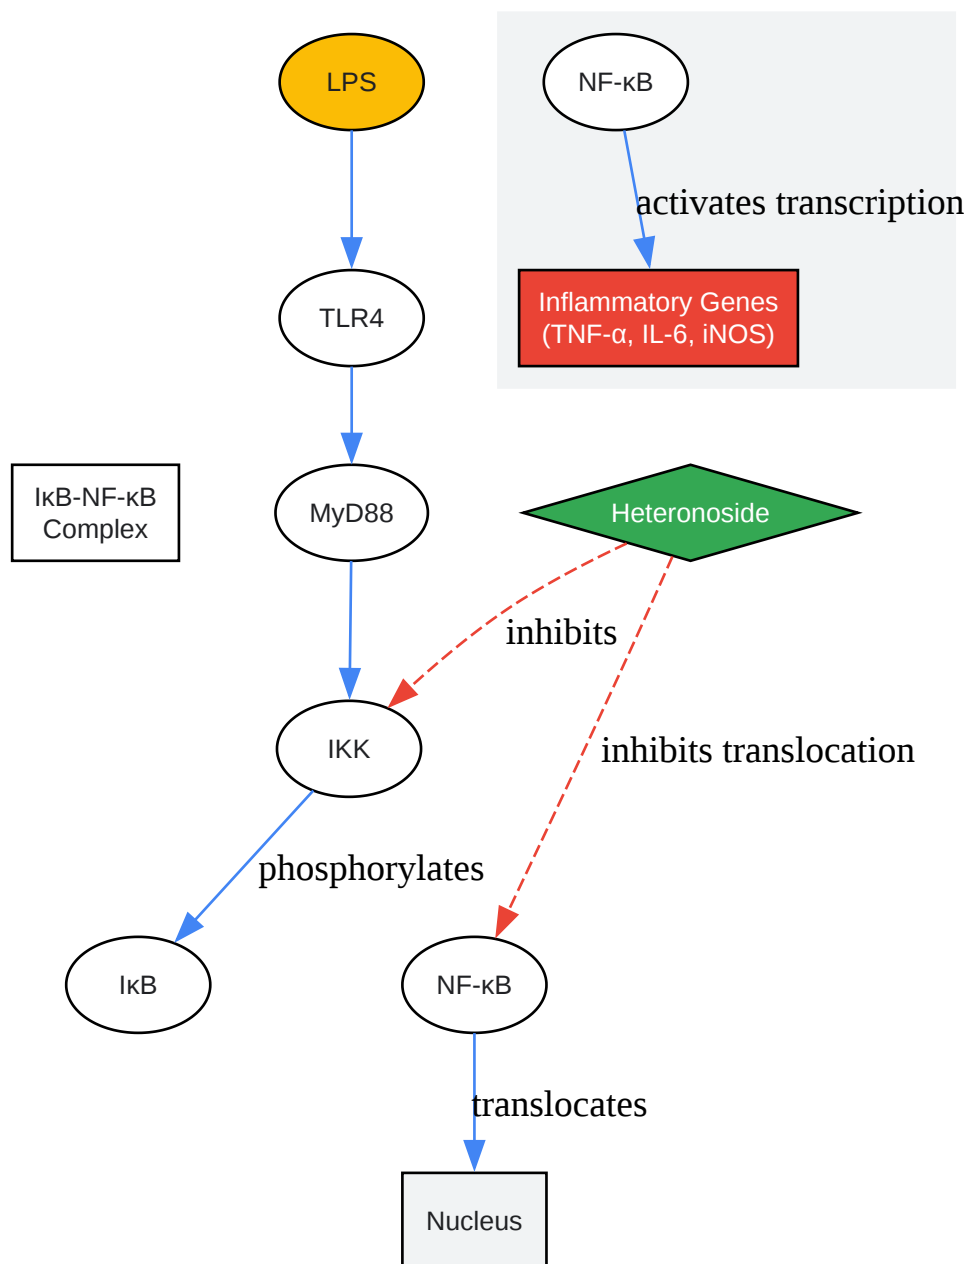 LPS
NF-κB
activates transcription
TLR4
Inflammatory Genes
(TNF-α, IL-6, iNOS)
IκB-NF-κB
Complex
MyD88
Heteronoside
inhibits
IKK
inhibits translocation
phosphorylates
IκB
NF-κB
translocates
Nucleus